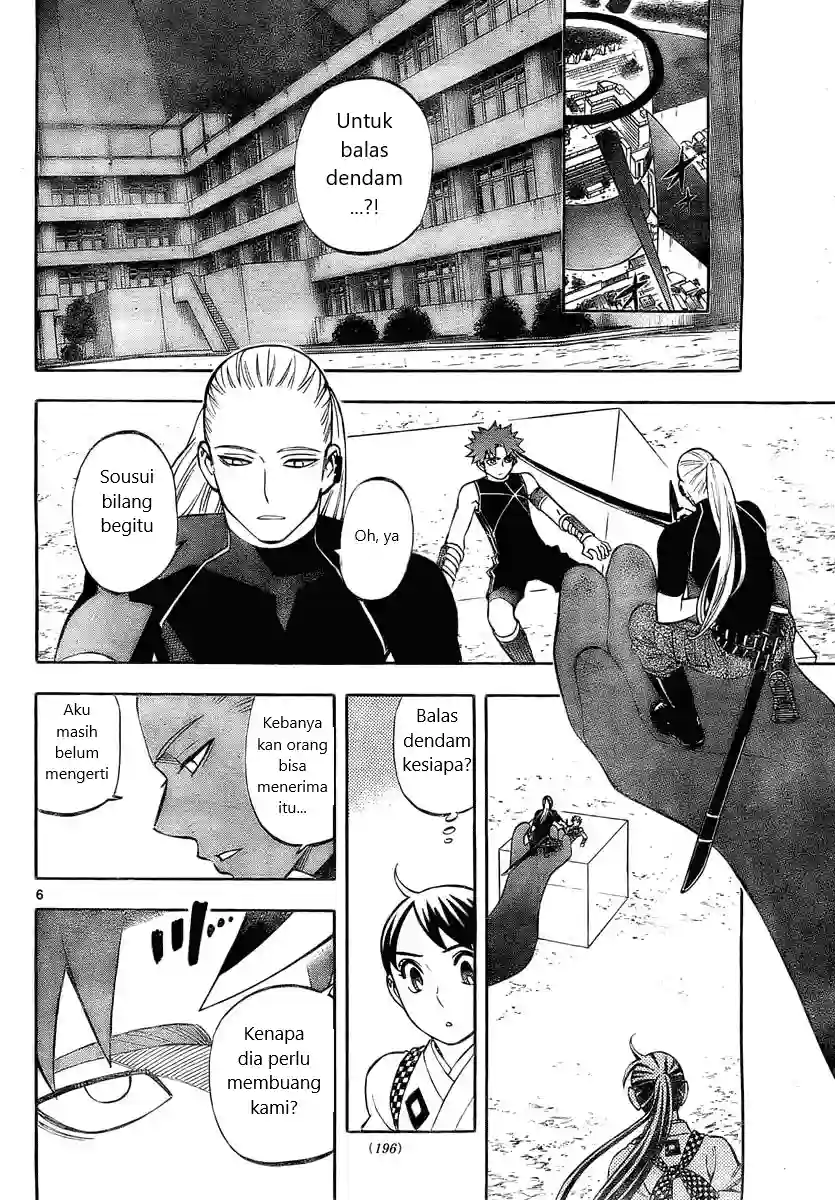 Untuk
balas
dendam
...?!
Oh, ya
Sousui
bilang
begitu
Balas
dendam
kesiapa?
Kebanya
kan orang
bisa
menerima
itu...
Aku
masih
belum
mengerti
6
Kenapa
dia perlu
membuang
kami?
(196)